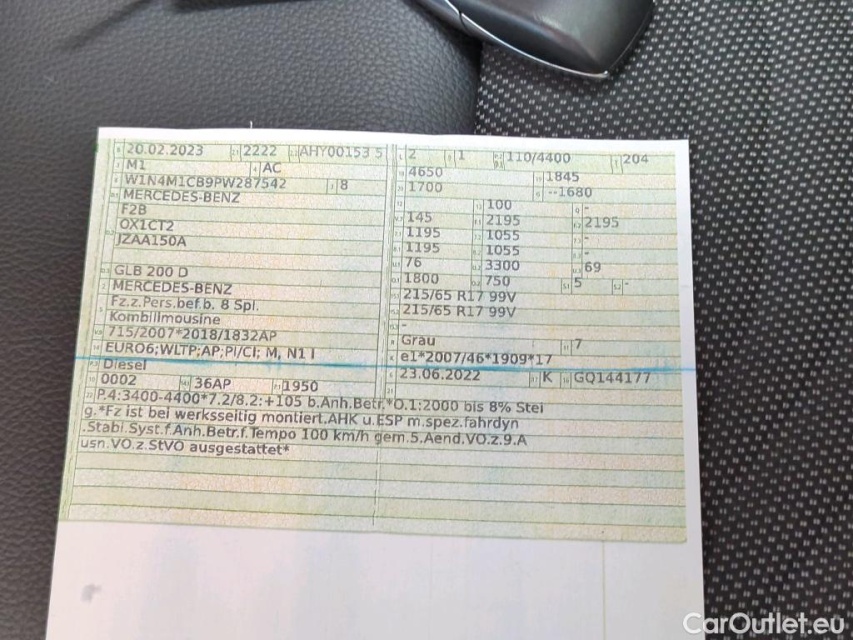 20.02.2023 2222 AHY00153 5
M1 AC
W1N4M1CB9PW287542 8
MERCEDES-BENZ
F2B
OX1CT2
JZAA150A
GLB 200 D
MERCEDES-BENZ
Fz.z.Pers.bef.b. 8 Spl.
Kombilimousine
715/2007*2018/1832AP
EURO6;WLTP;AP;PI/CI; M, N1 I
Diesel
0002 36AP 1950
2 1 110/4400 204
4650 1845
1700 --1680
100 -
145 2195 2195
1195 1055 -
1195 1055 -
76 3300 69
1800 750 5 -
215/65 R17 99V
215/65 R17 99V
-
Grau 7
e1*2007/46*1909*17
23.06.2022 K GQ144177
P.4:3400-4400*7.2/8.2:+105 b.Anh.Betr.*O.1:2000 bis 8% Stei
g.*Fz ist bei werksseitig montiert.AHK u.ESP m.spez.fahrdyn
.Stabi.Syst.f.Anh.Betr.f.Tempo 100 km/h gem.5.Aend.VO.z.9.A
usn.VO.z.StVO ausgestattet*
CarOutlet.eu